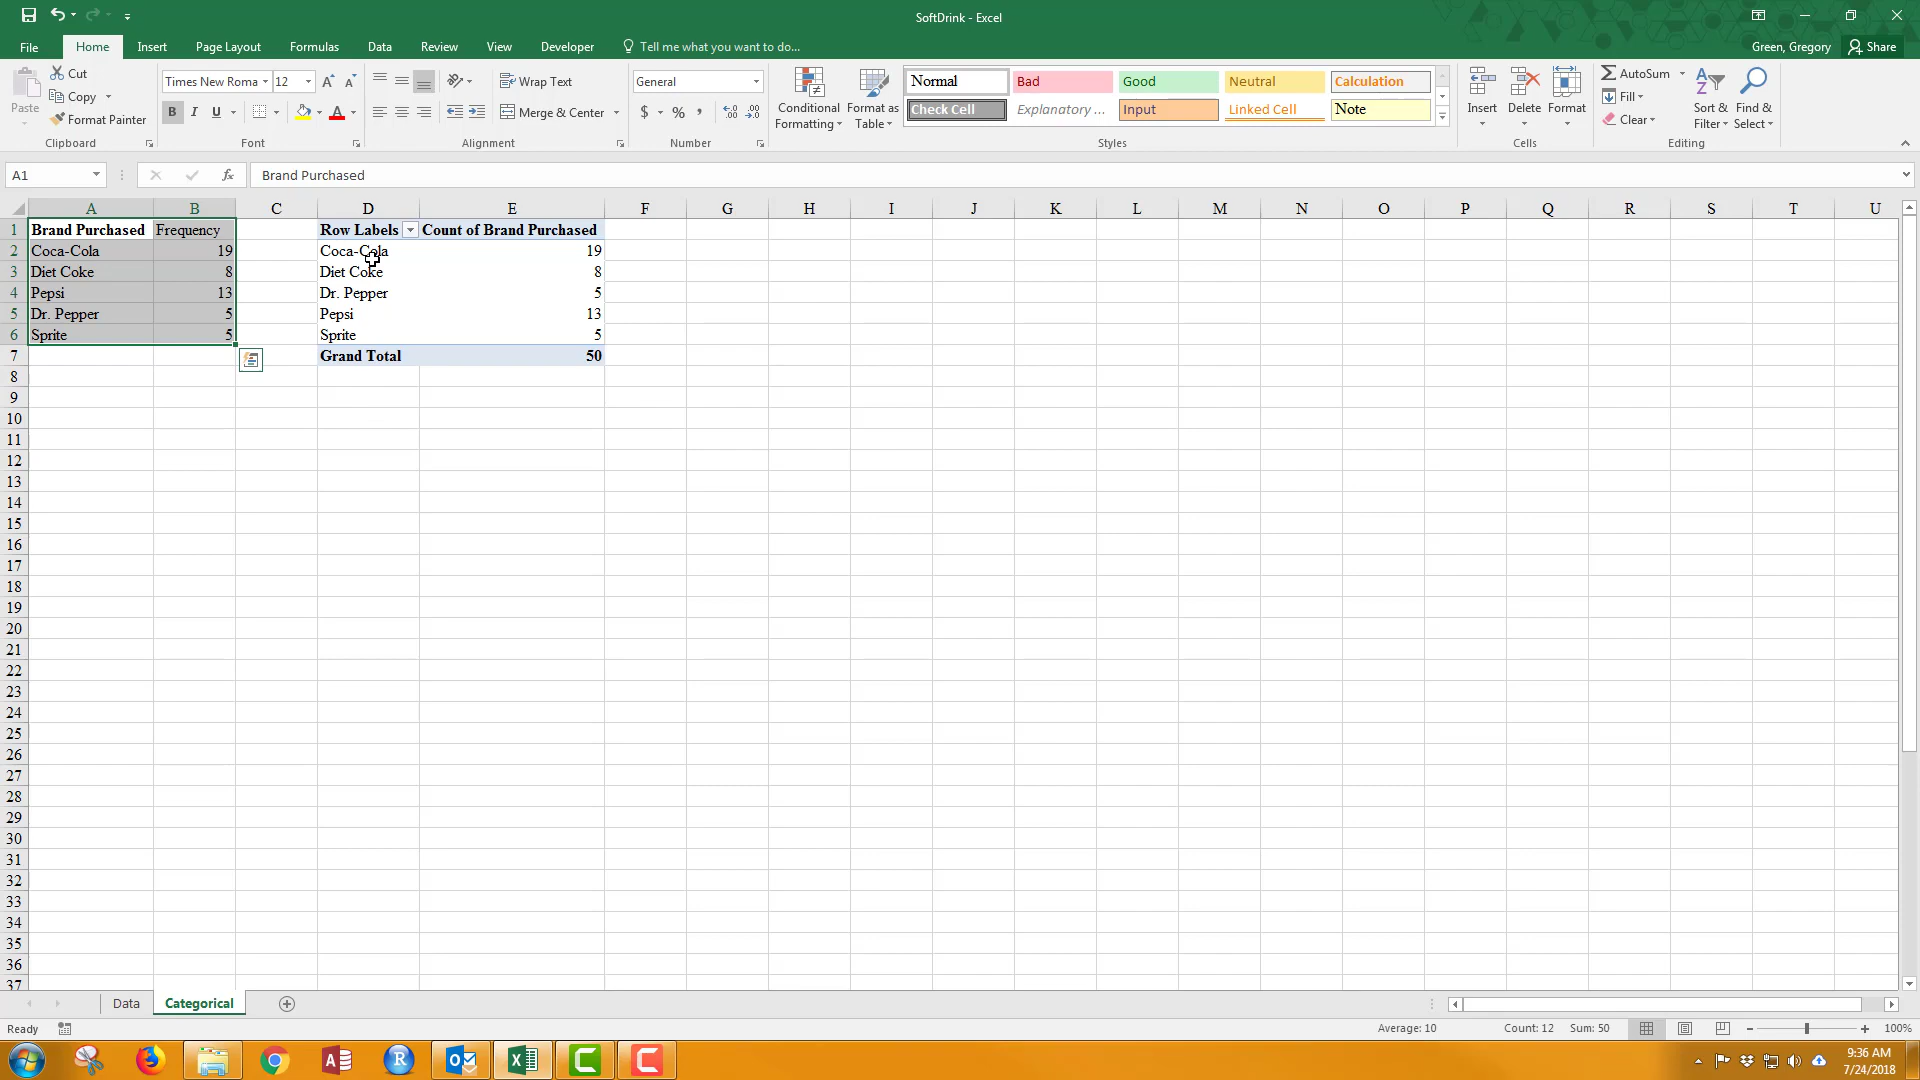 SoftDrink - Excel
File Home Insert Page Layout Formulas Data Review View Developer Tell me what you want to do... Green, Gregory Share
Paste Cut Copy Format Painter Clipboard
Times New Roma 12 B I U Font
Wrap Text Merge & Center Alignment
General $ % , Number
Conditional Formatting Format as Table
Normal Bad Good Neutral Calculation
Check Cell Explanatory ... Input Linked Cell Note
Styles
Insert Delete Format Cells
AutoSum Fill Clear Sort & Filter Find & Select Editing
A1 fx Brand Purchased
A B C D E F G H I J K L M N O P Q R S T U
1 Brand Purchased Frequency Row Labels Count of Brand Purchased
2 Coca-Cola 19 Coca-Cola 19
3 Diet Coke 8 Diet Coke 8
4 Pepsi 13 Dr. Pepper 5
5 Dr. Pepper 5 Pepsi 13
6 Sprite 5 Sprite 5
7 Grand Total 50
8
9
10
11
12
13
14
15
16
17
18
19
20
21
22
23
24
25
26
27
28
29
30
31
32
33
34
35
36
37
Data Categorical
Ready Average: 10 Count: 12 Sum: 50 100%
9:36 AM
7/24/2018